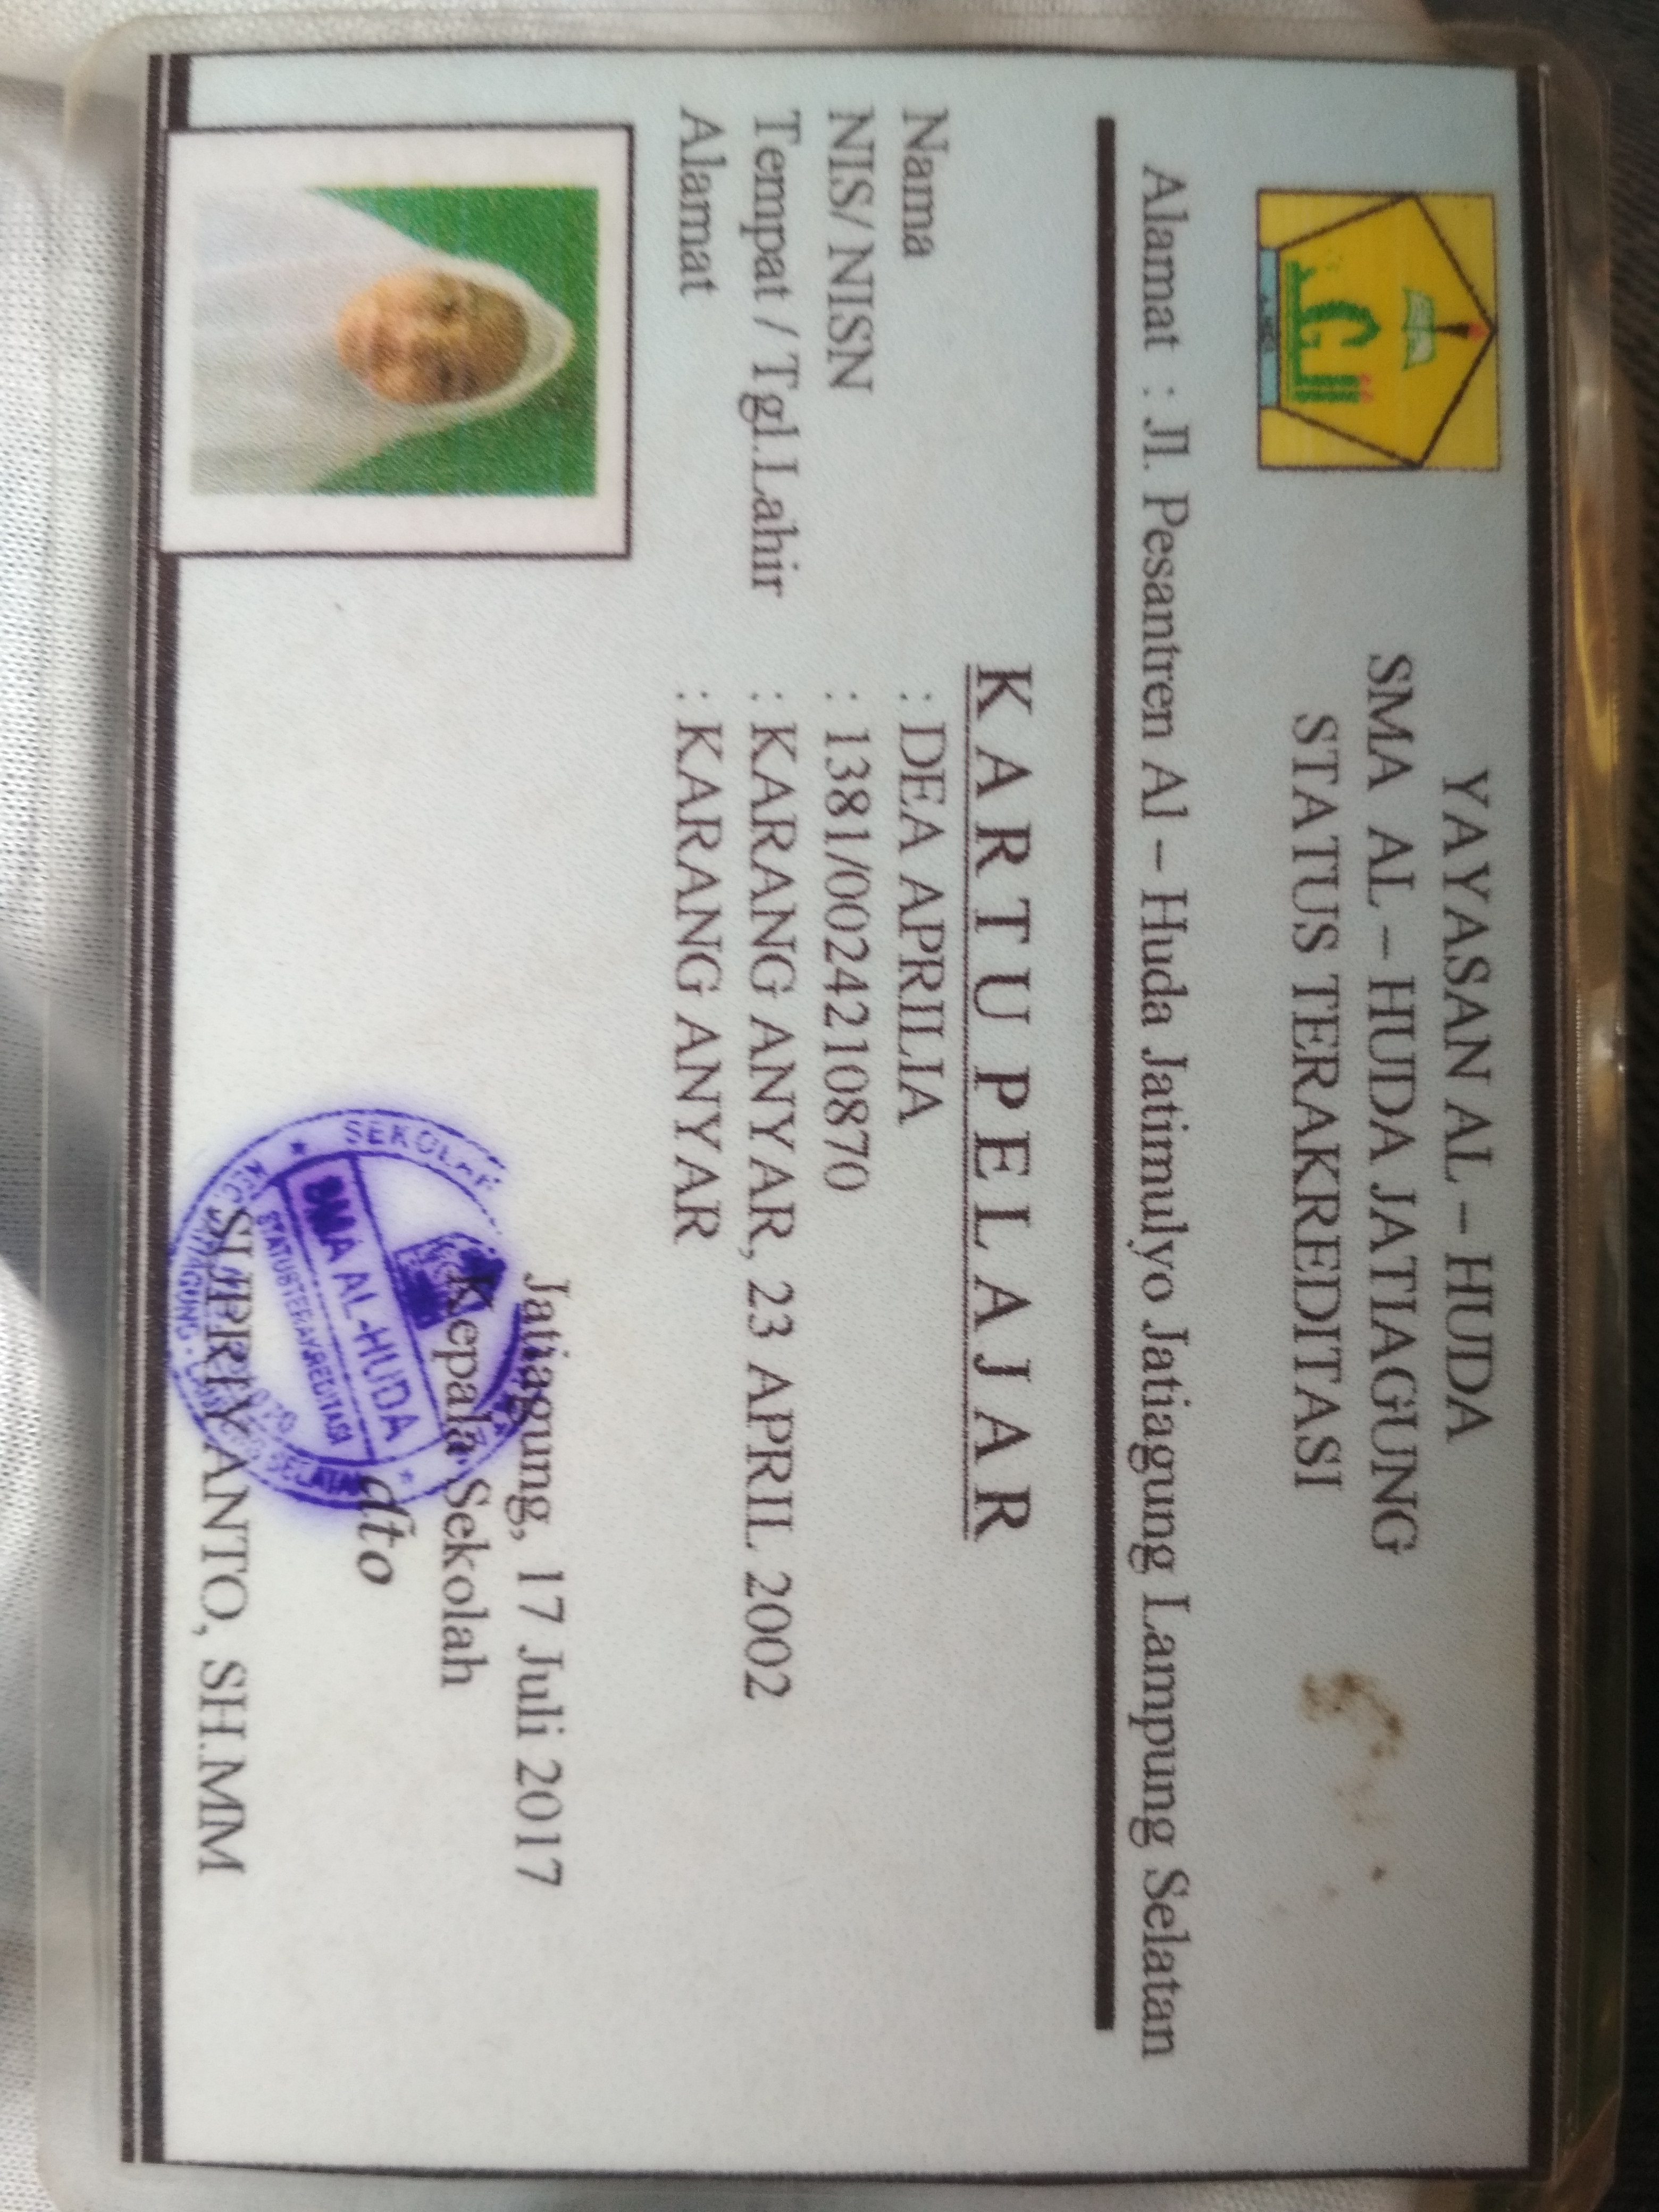 YAYASAN AL – HUDA
SMA AL – HUDA JATIAGUNG
STATUS TERAKREDITASI
Alamat : Jl. Pesantren Al – Huda Jatimulyo Jatiagung Lampung Selatan
KARTU PELAJAR
Nama : DEA APRILIA
NIS/ NISN : 1381/0024210870
Tempat / Tgl.Lahir : KARANG ANYAR, 23 APRIL 2002
Alamat : KARANG ANYAR
Jatiagung, 17 Juli 2017
Kepala Sekolah
dto
SUPRIYANTO, SH.MM
SEKOLAH
SMA AL-HUDA
STATUS TERAKREDITASI
KEC. JATIAGUNG - LAMPUNG SELATAN